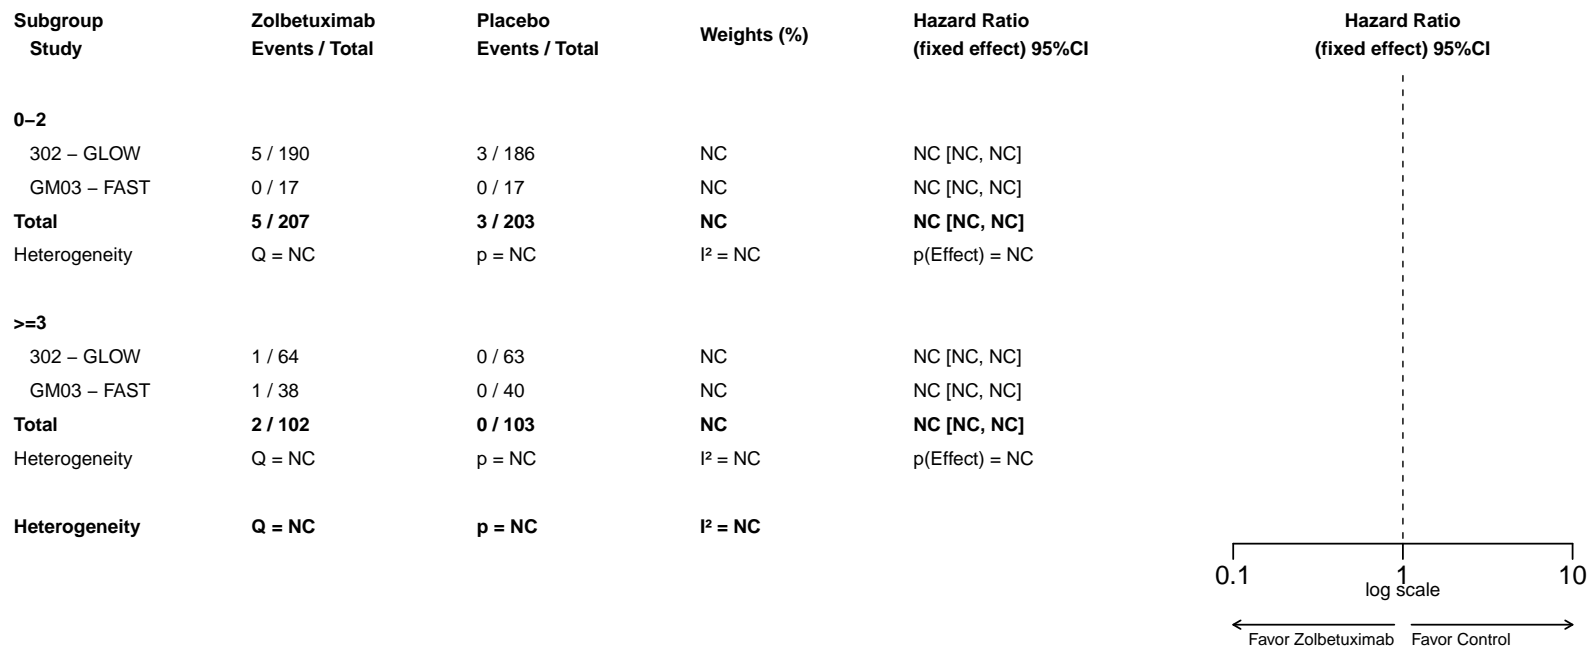 Subgroup Zolbetuximab Placebo Weights (%) Hazard Ratio Hazard Ratio
Study Events / Total Events / Total (fixed effect) 95%CI (fixed effect) 95%CI
0−2
302 − GLOW 5 / 190 3 / 186 NC NC [NC, NC]
GM03 − FAST 0 / 17 0 / 17 NC NC [NC, NC]
Total 5 / 207 3 / 203 NC NC [NC, NC]
Heterogeneity Q = NC p = NC I² = NC p(Effect) = NC
>=3
302 − GLOW 1 / 64 0 / 63 NC NC [NC, NC]
GM03 − FAST 1 / 38 0 / 40 NC NC [NC, NC]
Total 2 / 102 0 / 103 NC NC [NC, NC]
Heterogeneity Q = NC p = NC I² = NC p(Effect) = NC
Heterogeneity Q = NC p = NC I² = NC
0.1 1 10
log scale
Favor Zolbetuximab Favor Control